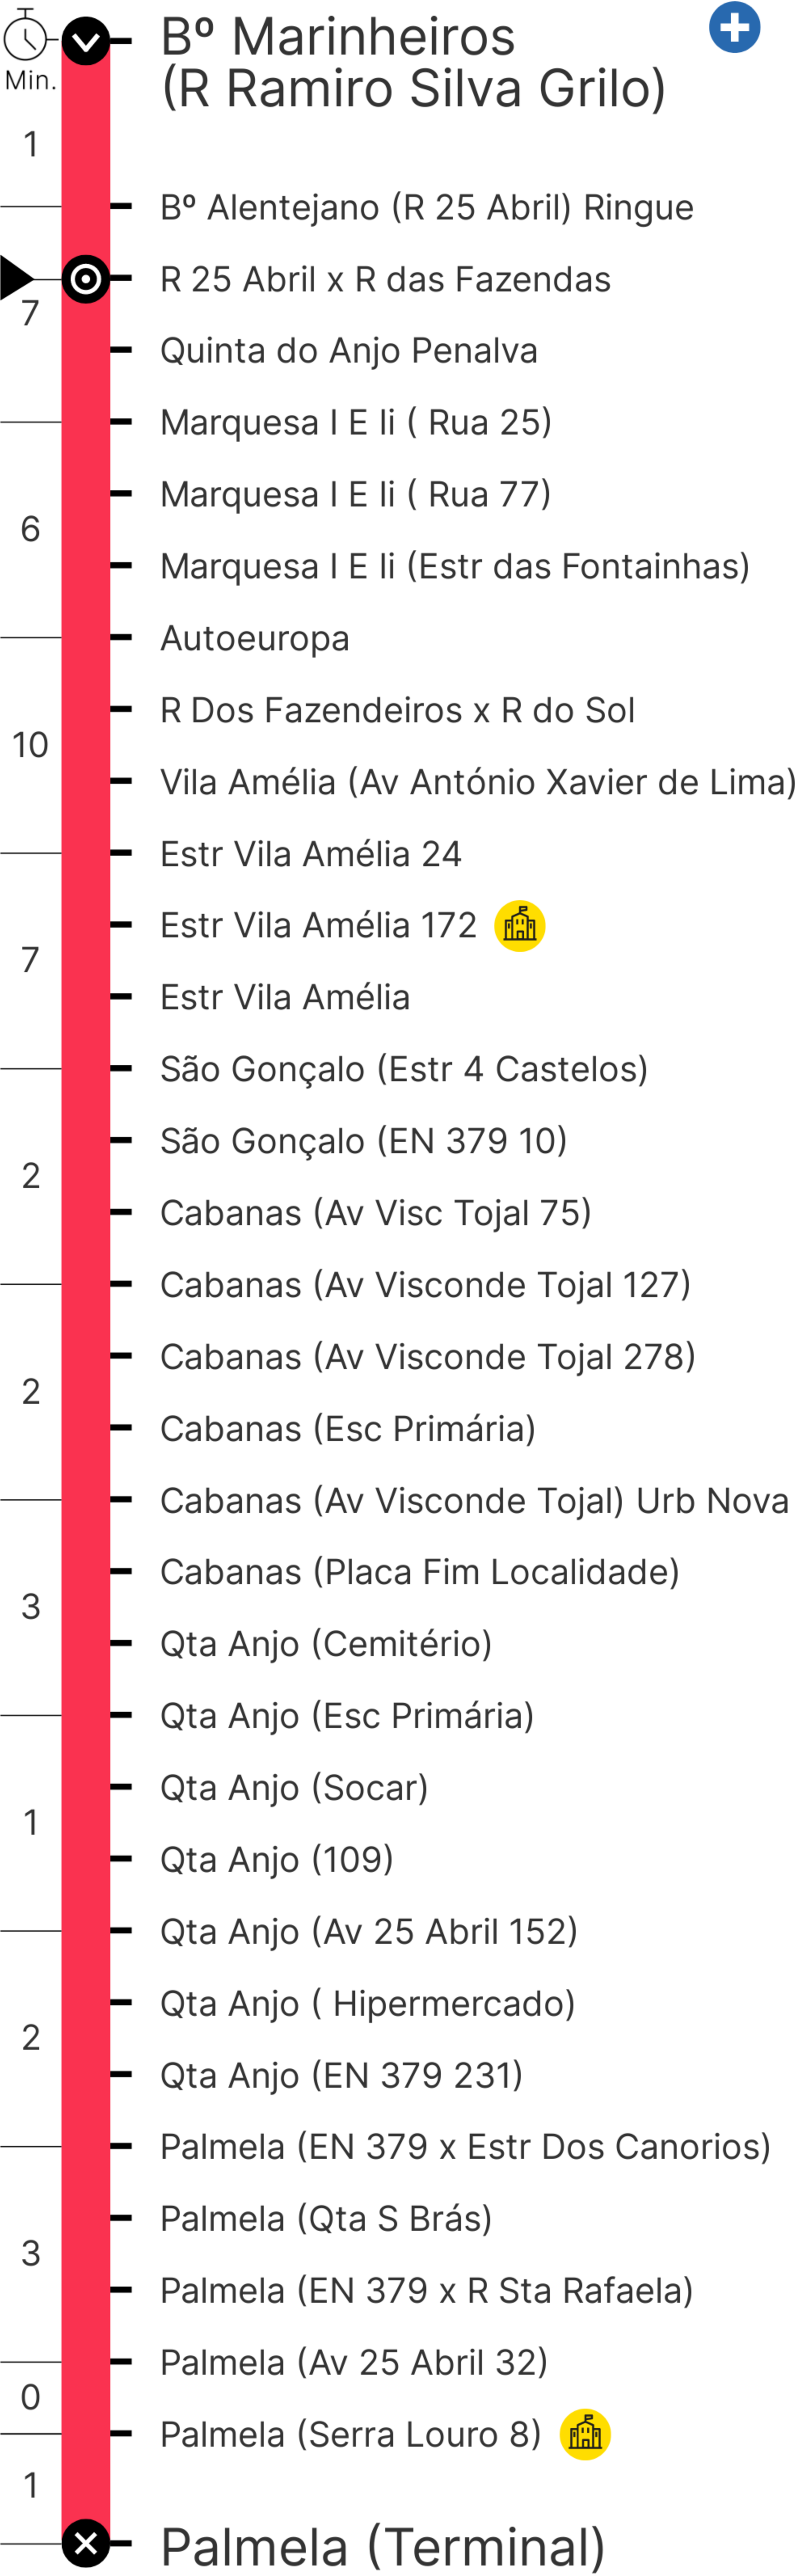 Bº Marinheiros
(R Ramiro Silva Grilo)
Min.
1
Bº Alentejano (R 25 Abril) Ringue
R 25 Abril x R das Fazendas
7
Quinta do Anjo Penalva
Marquesa I E Ii ( Rua 25)
Marquesa I E Ii ( Rua 77)
6
Marquesa I E Ii (Estr das Fontainhas)
Autoeuropa
R Dos Fazendeiros x R do Sol
10
Vila Amélia (Av António Xavier de Lima)
Estr Vila Amélia 24
Estr Vila Amélia 172
7
Estr Vila Amélia
São Gonçalo (Estr 4 Castelos)
São Gonçalo (EN 379 10)
2
Cabanas (Av Visc Tojal 75)
Cabanas (Av Visconde Tojal 127)
Cabanas (Av Visconde Tojal 278)
2
Cabanas (Esc Primária)
Cabanas (Av Visconde Tojal) Urb Nova
Cabanas (Placa Fim Localidade)
3
Qta Anjo (Cemitério)
Qta Anjo (Esc Primária)
Qta Anjo (Socar)
1
Qta Anjo (109)
Qta Anjo (Av 25 Abril 152)
Qta Anjo ( Hipermercado)
2
Qta Anjo (EN 379 231)
Palmela (EN 379 x Estr Dos Canorios)
Palmela (Qta S Brás)
3
Palmela (EN 379 x R Sta Rafaela)
Palmela (Av 25 Abril 32)
0
Palmela (Serra Louro 8)
1
Palmela (Terminal)